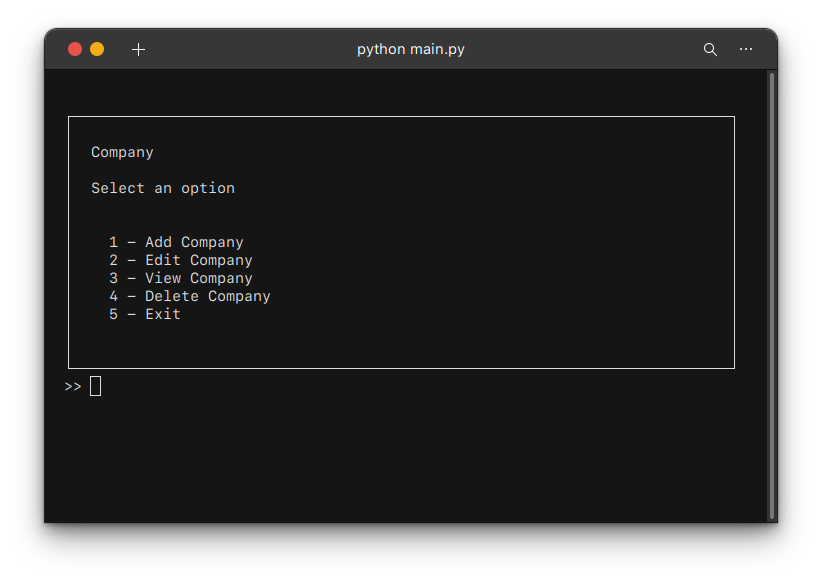 python main.py
Company
Select an option
1 – Add Company
2 – Edit Company
3 – View Company
4 – Delete Company
5 – Exit
>>